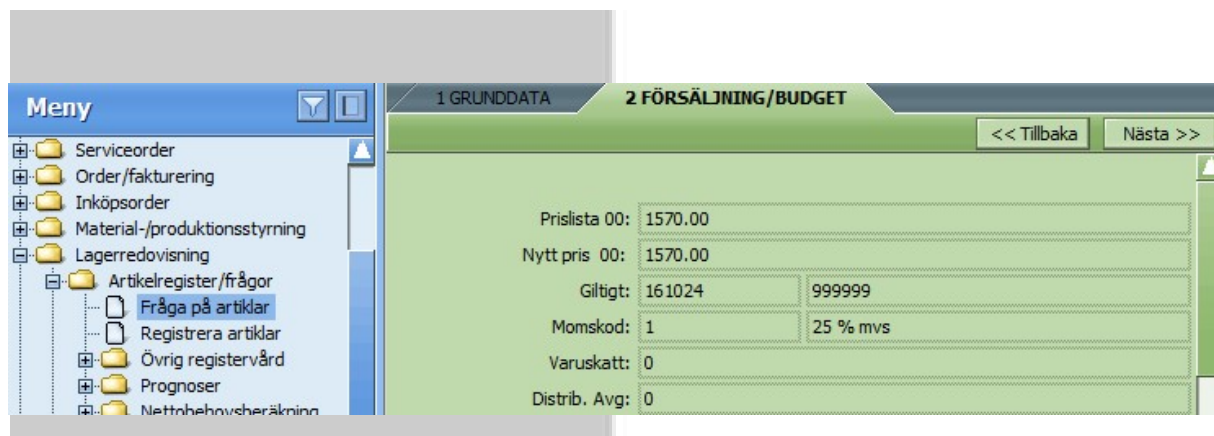 Meny
Serviceorder
Order/fakturering
Inköpsorder
Material-/produktionsstyrning
Lagerredovisning
Artikelregister/frågor
Fråga på artiklar
Registrera artiklar
Övrig registervård
Prognoser
Nettobehovsberäkning
1 GRUNDDATA 2 FÖRSÄLJNING/BUDGET
<< Tillbaka Nästa >>
Prislista 00: 1570.00
Nytt pris 00: 1570.00
Giltigt: 161024 999999
Momskod: 1 25 % mvs
Varuskatt: 0
Distrib. Avg: 0